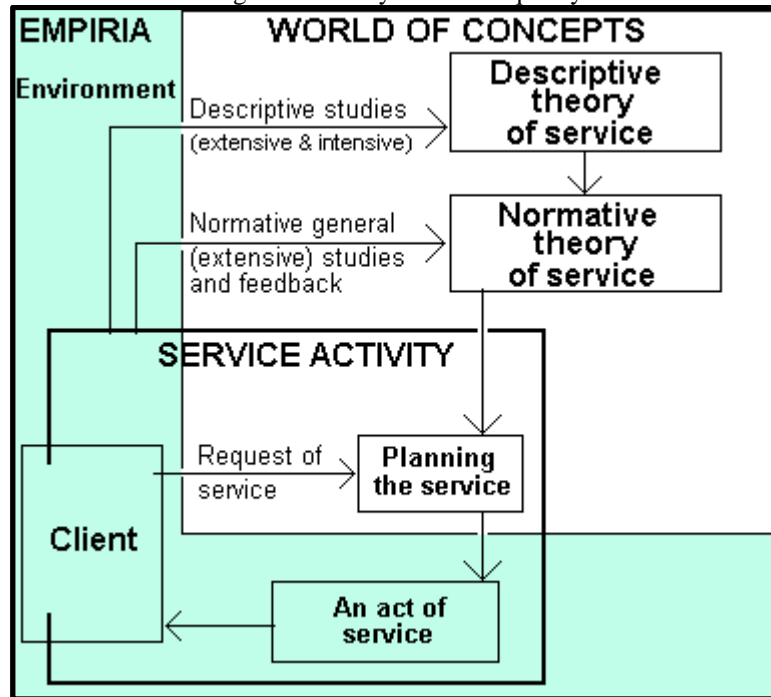 EMPIRIA
WORLD OF CONCEPTS
Environment
Descriptive
theory
of service
Descriptive studies
(extensive & intensive)
Normative
theory
of service
Normative general
(extensive) studies
and feedback
SERVICE ACTIVITY
Request of
service
Planning
the service
Client
An act of
service